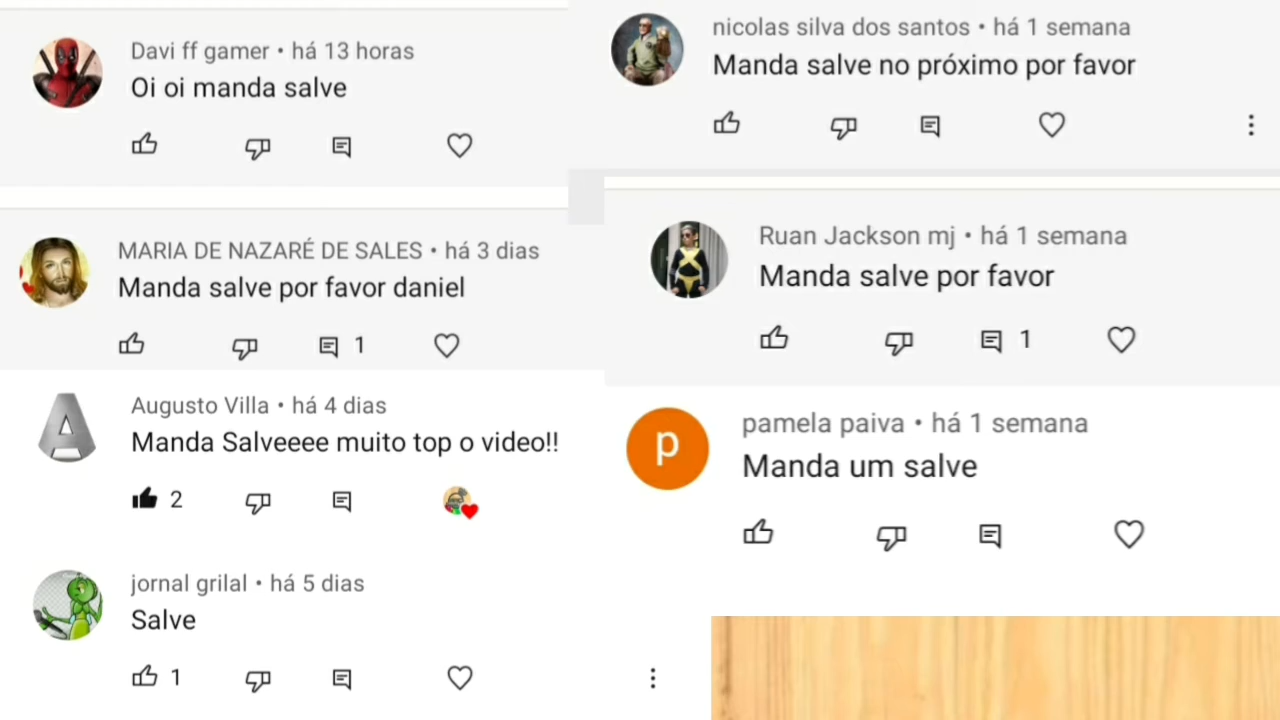 Davi ff gamer • há 13 horas
Oi oi manda salve
MARIA DE NAZARÉ DE SALES • há 3 dias
Manda salve por favor daniel
1
Augusto Villa • há 4 dias
Manda Salveeee muito top o video!!
2
jornal grilal • há 5 dias
Salve
1
nicolas silva dos santos • há 1 semana
Manda salve no próximo por favor
Ruan Jackson mj • há 1 semana
Manda salve por favor
1
p
pamela paiva • há 1 semana
Manda um salve